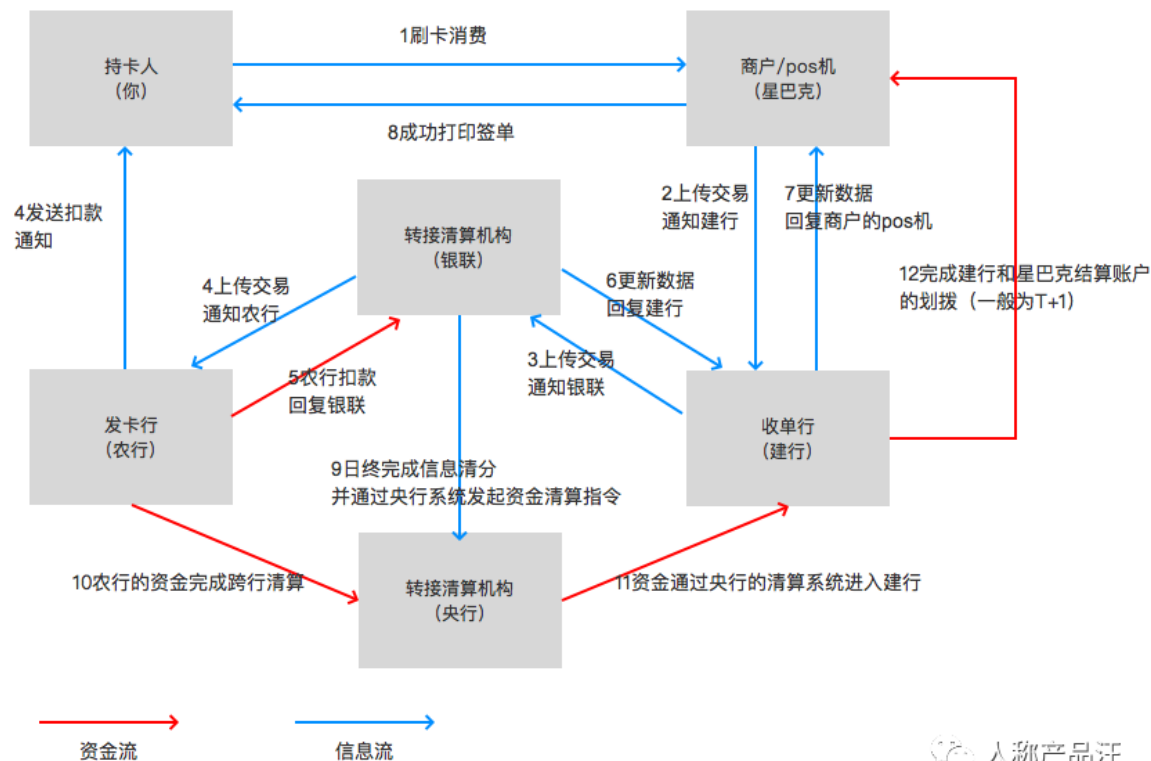 1刷卡消费
持卡人
（你）
商户/pos机
（星巴克）
8成功打印签单
4发送扣款
通知
转接清算机构
（银联）
2上传交易
通知建行
7更新数据
回复商户的pos机
4上传交易
通知农行
6更新数据
回复建行
12完成建行和星巴克结算账户
的划拨（一般为T+1）
5农行扣款
回复银联
3上传交易
通知银联
发卡行
（农行）
收单行
（建行）
9日终完成信息清分
并通过央行系统发起资金清算指令
10农行的资金完成跨行清算
转接清算机构
（央行）
11资金通过央行的清算系统进入建行
资金流
信息流
人称产品汪